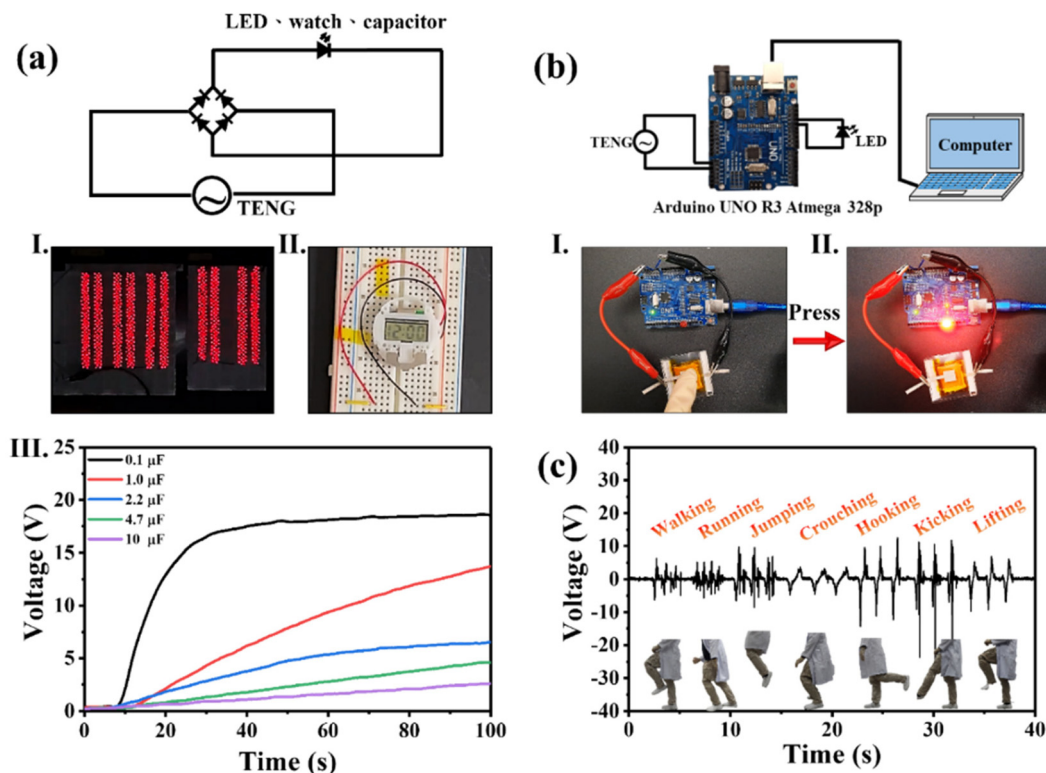 (a)
LED、watch、capacitor
TENG
(b)
TENG
UNO
LED
Computer
Arduino UNO R3 Atmega 328p
I.
II.
12:00
I.
Press
II.
III.
25
20
15
10
5
0
Voltage (V)
0.1 μF
1.0 μF
2.2 μF
4.7 μF
10 μF
0 20 40 60 80 100
Time (s)
(c)
40
30
20
10
0
-10
-20
-30
-40
Voltage (V)
Walking
Running
Jumping
Crouching
Hooking
Kicking
Lifting
0 10 20 30 40
Time (s)